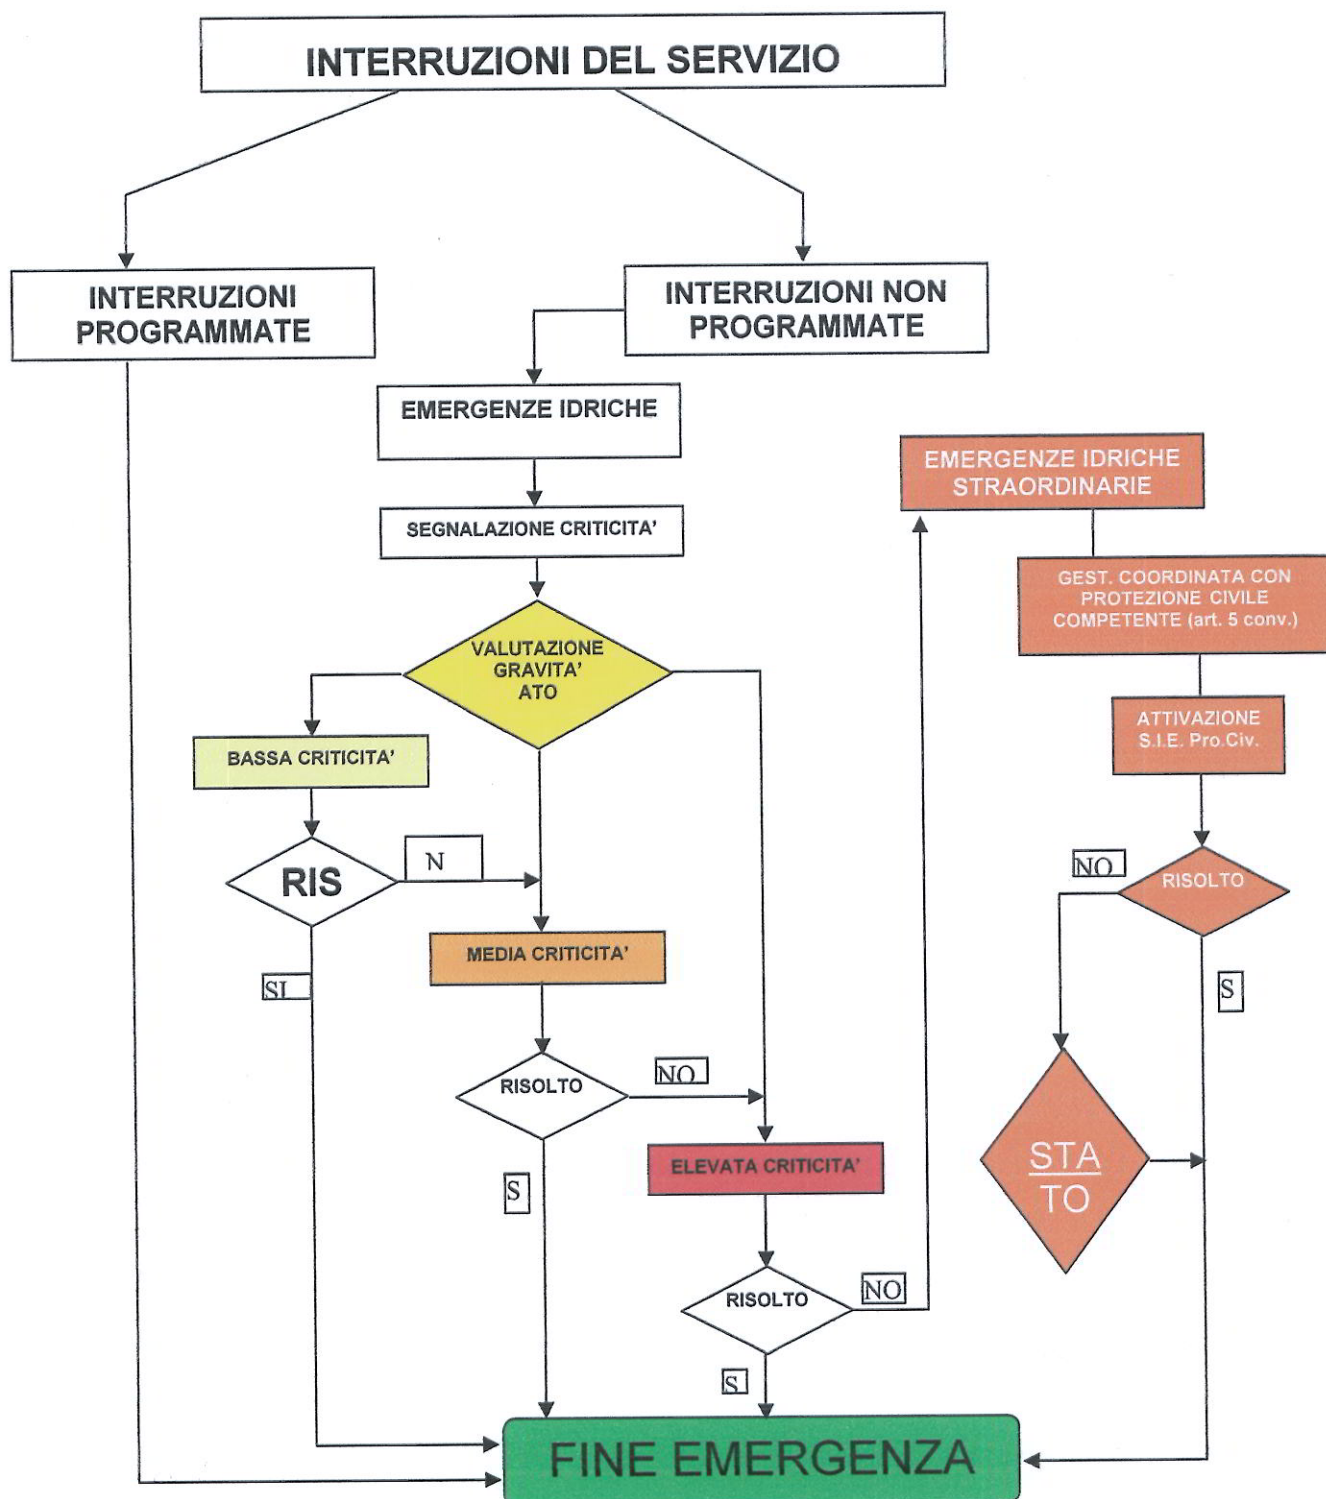 INTERRUZIONI DEL SERVIZIO
INTERRUZIONI
PROGRAMMATE
INTERRUZIONI NON
PROGRAMMATE
EMERGENZE IDRICHE
SEGNALAZIONE CRITICITA'
VALUTAZIONE
GRAVITA'
ATO
BASSA CRITICITA'
RIS
N
SI
MEDIA CRITICITA'
RISOLTO
NO
S
ELEVATA CRITICITA'
RISOLTO
NO
S
EMERGENZE IDRICHE
STRAORDINARIE
GEST. COORDINATA CON
PROTEZIONE CIVILE
COMPETENTE (art. 5 conv.)
ATTIVAZIONE
S.I.E. Pro.Civ.
RISOLTO
NO
S
STA
TO
FINE EMERGENZA